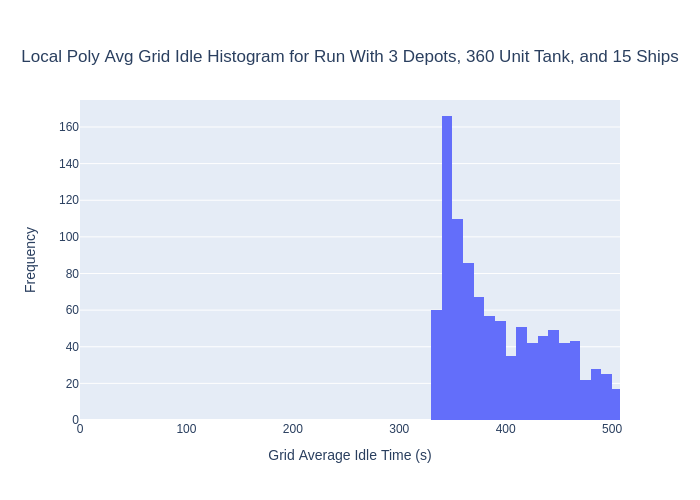 Local Poly Avg Grid Idle Histogram for Run With 3 Depots, 360 Unit Tank, and 15 Ships
Frequency
160
140
120
100
80
60
40
20
0
0 100 200 300 400 500
Grid Average Idle Time (s)